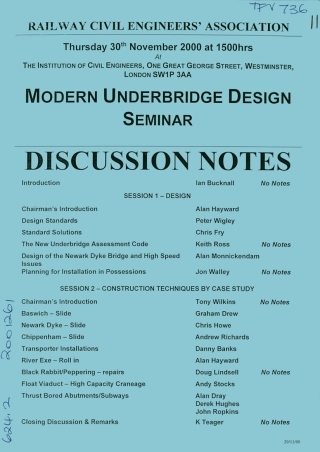 TPV 736
11
RAILWAY CIVIL ENGINEERS' ASSOCIATION
Thursday 30th November 2000 at 1500hrs
At
THE INSTITUTION OF CIVIL ENGINEERS, ONE GREAT GEORGE STREET, WESTMINSTER,
LONDON SW1P 3AA
MODERN UNDERBRIDGE DESIGN
SEMINAR
DISCUSSION NOTES
Introduction Ian Bucknall No Notes
SESSION 1 – DESIGN
Chairman's Introduction Alan Hayward
Design Standards Peter Wigley
Standard Solutions Chris Fry
The New Underbridge Assessment Code Keith Ross No Notes
Design of the Newark Dyke Bridge and High Speed Alan Monnickendam
Issues
Planning for Installation in Possessions Jon Walley No Notes
SESSION 2 – CONSTRUCTION TECHNIQUES BY CASE STUDY
Chairman's Introduction Tony Wilkins No Notes
Baswich – Slide Graham Drew
Newark Dyke – Slide Chris Howe
Chippenham – Slide Andrew Richards
Transporter Installations Danny Banks
River Exe – Roll in Alan Hayward
Black Rabbit/Peppering – repairs Doug Lindsell No Notes
Float Viaduct – High Capacity Craneage Andy Stocks
Thrust Bored Abutments/Subways Alan Dray
Derek Hughes
John Ropkins
Closing Discussion & Remarks K Teager No Notes
624.2 2001261